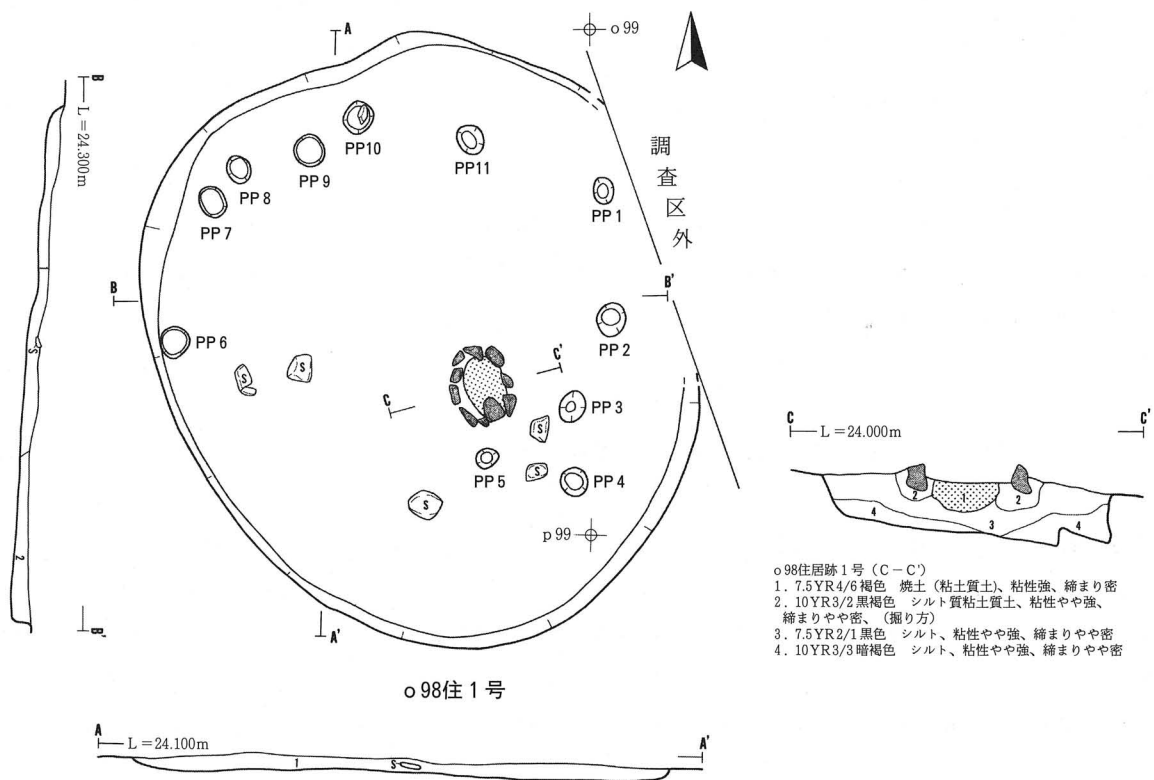 A
o 99
B
L=24.300m
調査区外
PP10
PP11
PP 9
PP 8
PP 1
PP 7
B
B'
PP 6
PP 2
S
S
S
C'
C
PP 3
S
PP 5
S
PP 4
S
p 99
2
B'
A'
o 98住 1 号
A
L=24.100m
A'
1
S
C
L=24.000m
C'
2
1
2
4
3
4
o 98住居跡 1 号 (C-C')
1. 7.5YR4/6 褐色 焼土 (粘土質土)、粘性強、締まり密
2. 10YR3/2 黒褐色 シルト質粘土質土、粘性やや強、
締まりやや密、(掘り方)
3. 7.5YR2/1 黒色 シルト、粘性やや強、締まりやや密
4. 10YR3/3 暗褐色 シルト、粘性やや強、締まりやや密